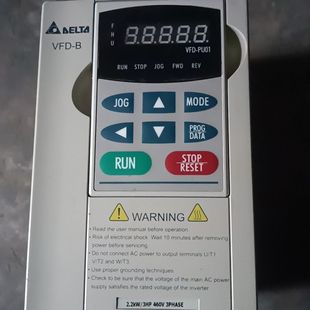 DELTA
VFD-B
F
H
U
8.8.8.8.8.
VFD-PU01
RUN STOP JOG FWD REV
JOG MODE
PROG
DATA
RUN STOP
RESET
WARNING
Read the user manual before operation.
Risk of electrical shock. Wait 10 minutes after removing
power before servicing.
Do not connect AC power to output terminals U/T1
V/T2 and W/T3
Use proper grounding techniques
Check to be sure the voltage of the main AC power
supply satisfies the rated voltage of the inverter
2.2kW/3HP 460V 3PHASE